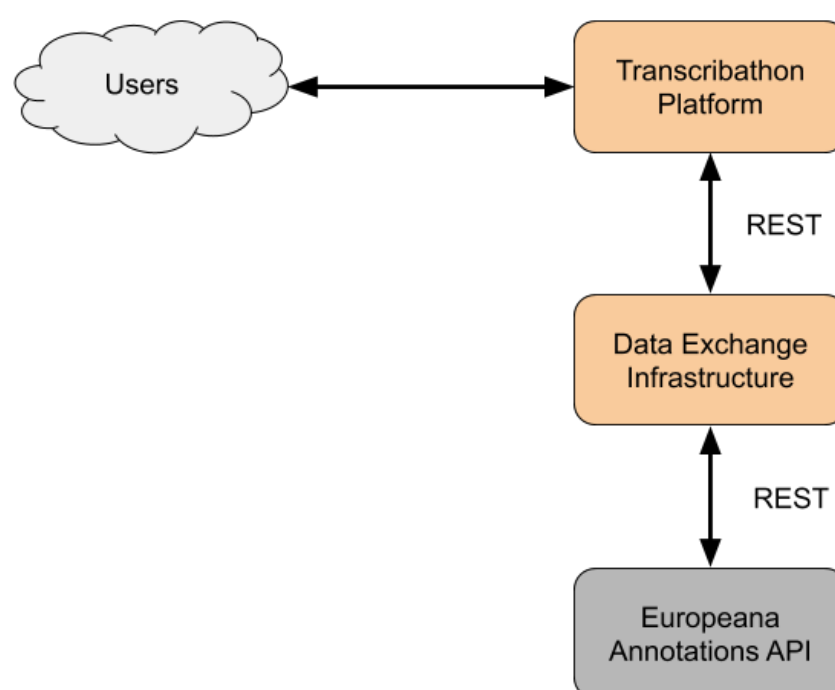 Users
Transcribathon
Platform
REST
Data Exchange
Infrastructure
REST
Europeana
Annotations API